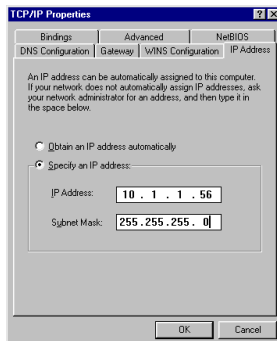 TCP/IP Properties
Bindings Advanced NetBIOS
DNS Configuration Gateway WINS Configuration IP Address
An IP address can be automatically assigned to this computer.
If your network does not automatically assign IP addresses, ask
your network administrator for an address, and then type it in
the space below.
Obtain an IP address automatically
Specify an IP address:
IP Address: 10 . 1 . 1 . 56
Subnet Mask: 255.255.255. 0
OK Cancel